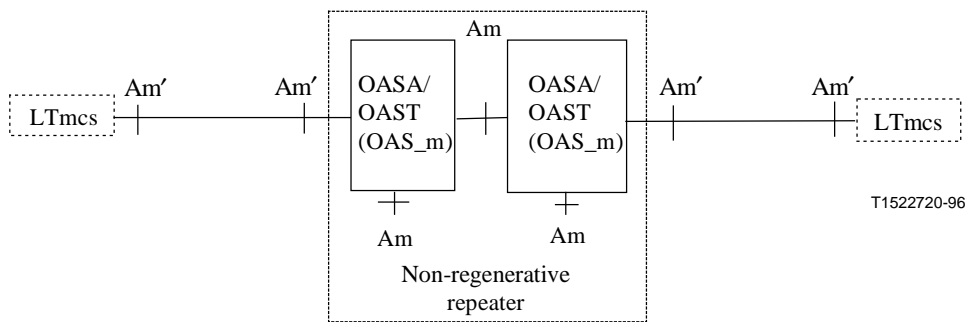 Am
Am′
Am′
OASA/
OAST
(OAS_m)
OASA/
OAST
(OAS_m)
Am′
Am′
LTmcs
LTmcs
T1522720-96
Am
Am
Non-regenerative
repeater